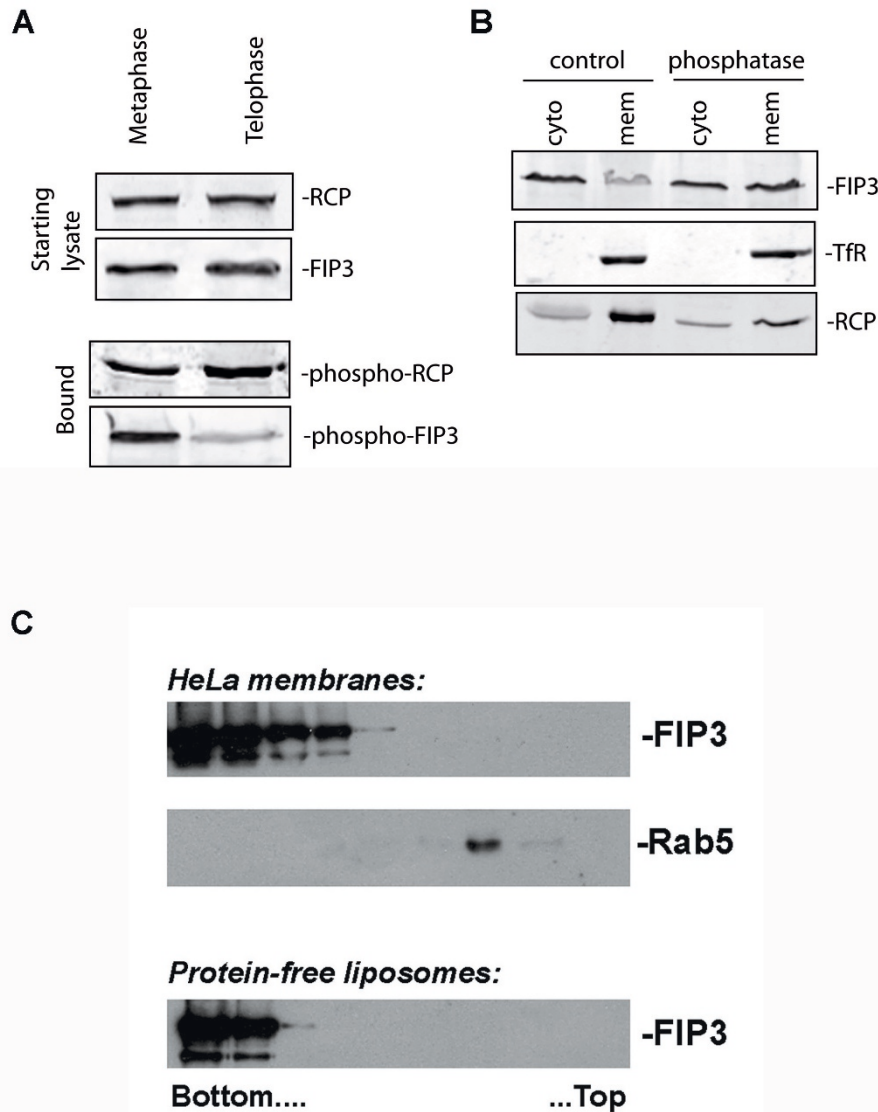 A
Metaphase
Telophase
Starting
lysate
-RCP
-FIP3
Bound
-phospho-RCP
-phospho-FIP3
B
control
phosphatase
cyto
mem
cyto
mem
-FIP3
-TfR
-RCP
C
HeLa membranes:
-FIP3
-Rab5
Protein-free liposomes:
-FIP3
Bottom....
...Top